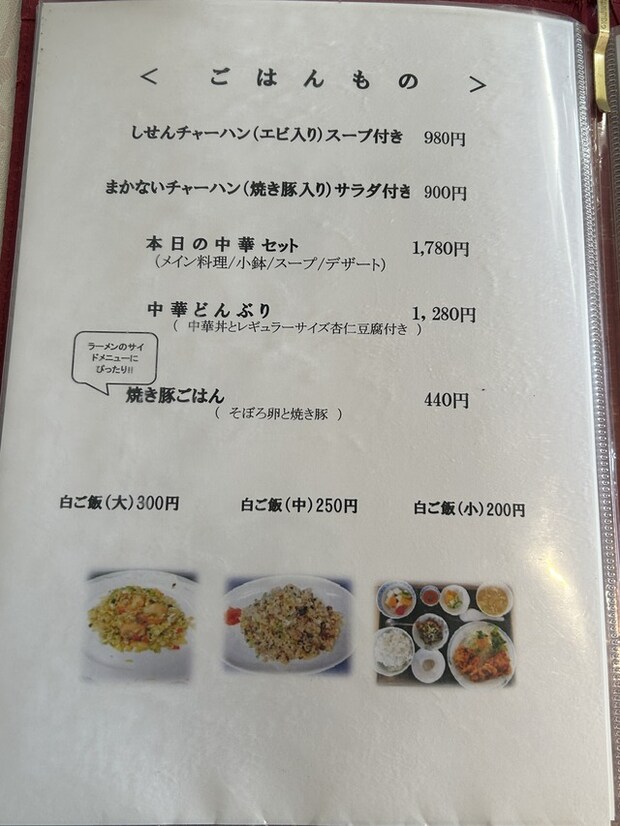 ＜ ごはんもの ＞
しせんチャーハン（エビ入り）スープ付き 980円
まかないチャーハン（焼き豚入り）サラダ付き 900円
本日の中華セット 1,780円
（メイン料理/小鉢/スープ/デザート）
中華どんぶり 1,280円
（ 中華丼とレギュラーサイズ杏仁豆腐付き ）
ラーメンのサイ
ドメニューに
ぴったり!!
焼き豚ごはん 440円
（ そぼろ卵と焼き豚 ）
白ご飯（大）300円 白ご飯（中）250円 白ご飯（小）200円